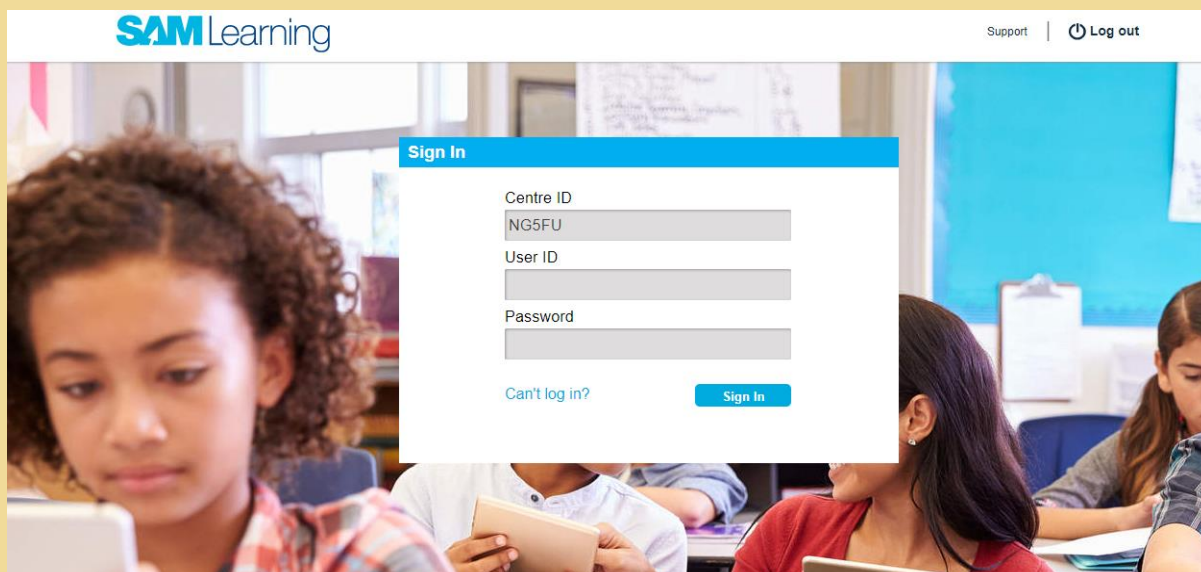 SAM Learning
Support | Log out
Sign In
Centre ID
NG5FU
User ID
Password
Can't log in?
Sign In